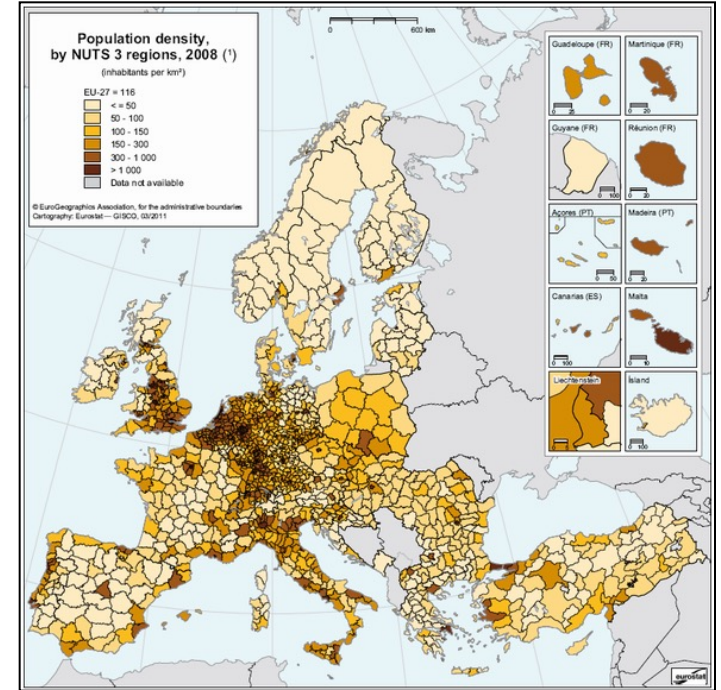 Population density,
by NUTS 3 regions, 2008 (¹)
(inhabitants per km²)
EU-27 = 116
< = 50
50 - 100
100 - 150
150 - 300
300 - 1 000
> 1 000
Data not available
© EuroGeographics Association, for the administrative boundaries
Cartography: Eurostat — GISCO, 03/2011
0 600 km
Guadeloupe (FR)
0 25
Martinique (FR)
0 20
Guyane (FR)
0 100
Réunion (FR)
0 20
Açores (PT)
0 50
Madeira (PT)
0 20
Canarias (ES)
0 100
Malta
0 10
Liechtenstein
Ísland
0 100
eurostat